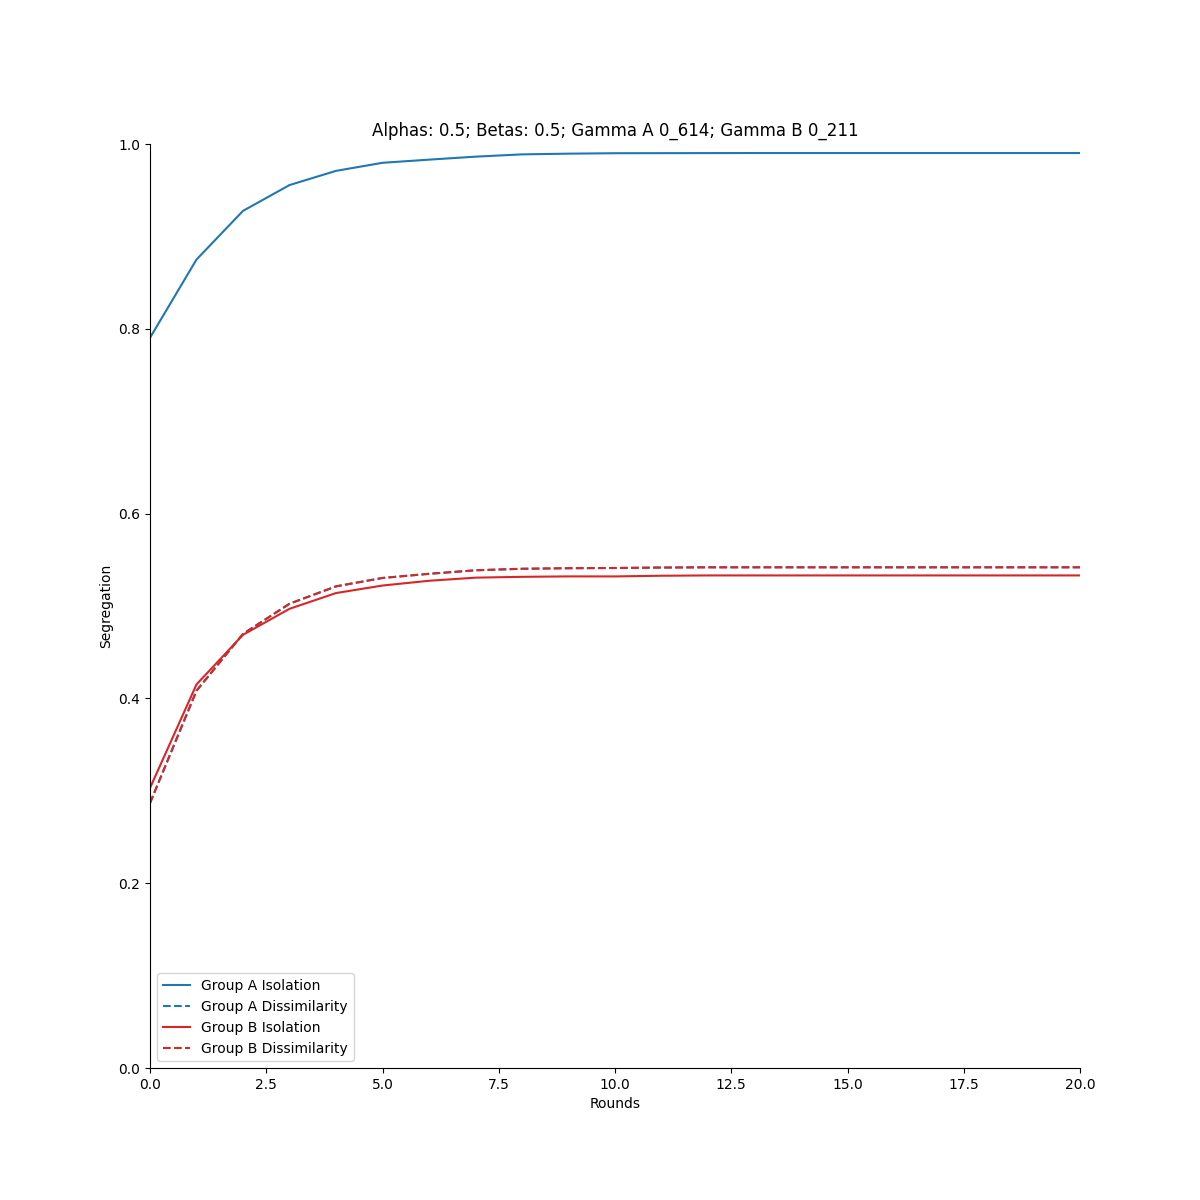 Alphas: 0.5; Betas: 0.5; Gamma A 0_614; Gamma B 0_211
1.0
0.8
0.6
0.4
0.2
0.0
Segregation
Group A Isolation
Group A Dissimilarity
Group B Isolation
Group B Dissimilarity
0.0 2.5 5.0 7.5 10.0 12.5 15.0 17.5 20.0
Rounds